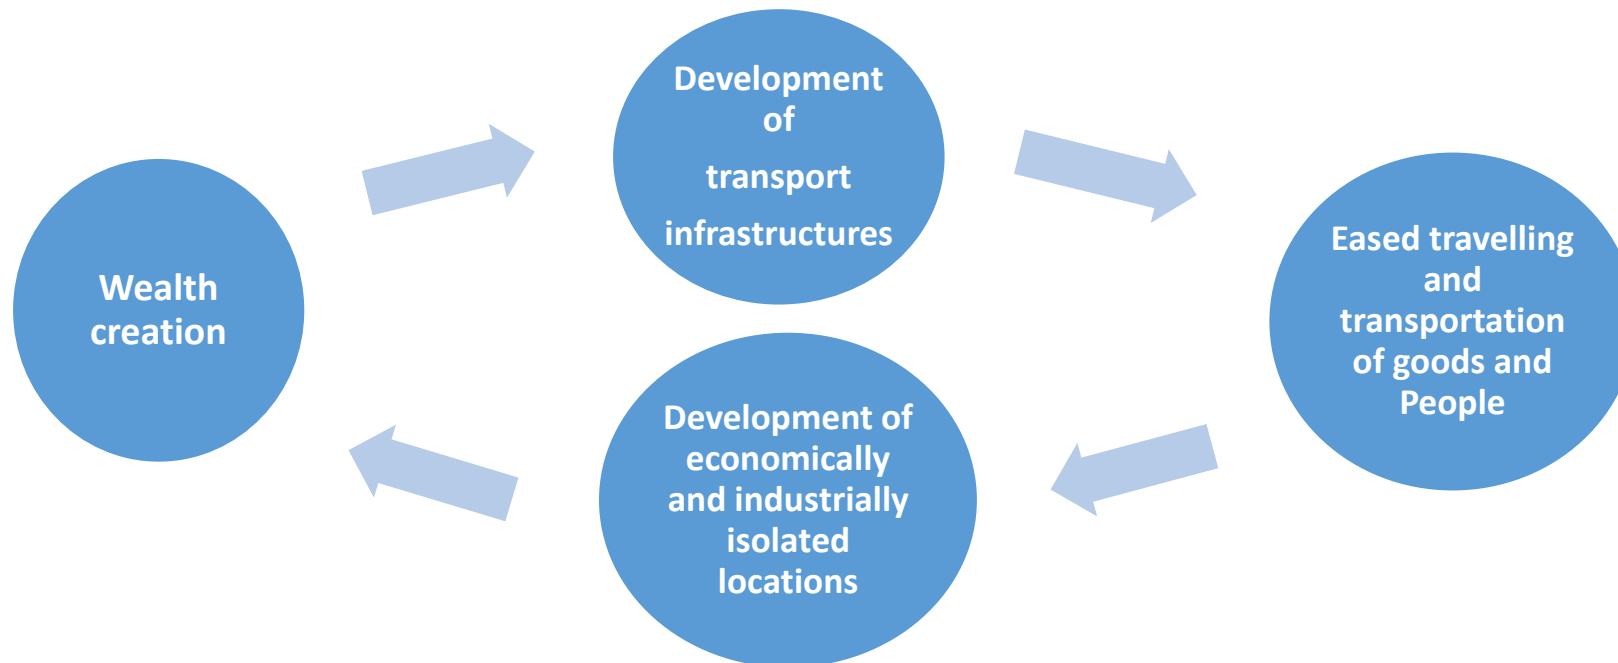 Development
of
transport
infrastructures
Wealth
creation
Eased travelling
and
transportation
of goods and
People
Development of
economically
and industrially
isolated
locations